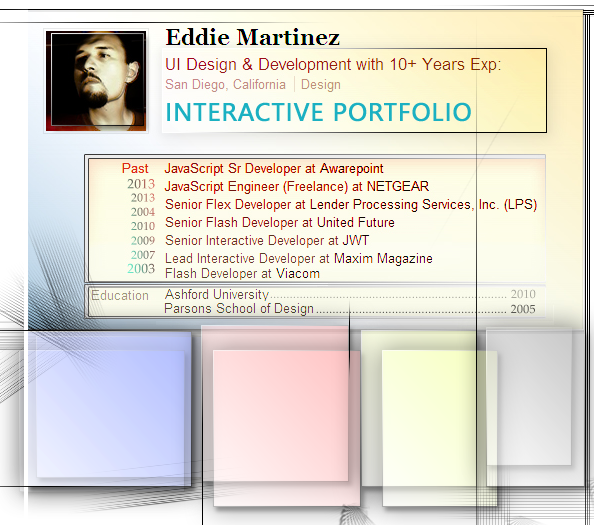 Eddie Martinez
UI Design & Development with 10+ Years Exp:
San Diego, California | Design
INTERACTIVE PORTFOLIO
Past JavaScript Sr Developer at Awarepoint
2013 JavaScript Engineer (Freelance) at NETGEAR
2013 Senior Flex Developer at Lender Processing Services, Inc. (LPS)
2004
2010 Senior Flash Developer at United Future
2009 Senior Interactive Developer at JWT
2007 Lead Interactive Developer at Maxim Magazine
2003 Flash Developer at Viacom
Education Ashford University 2010
Parsons School of Design 2005